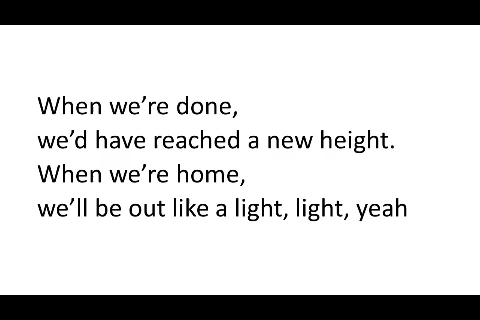 When we’re done,
we’d have reached a new height.
When we’re home,
we’ll be out like a light, light, yeah